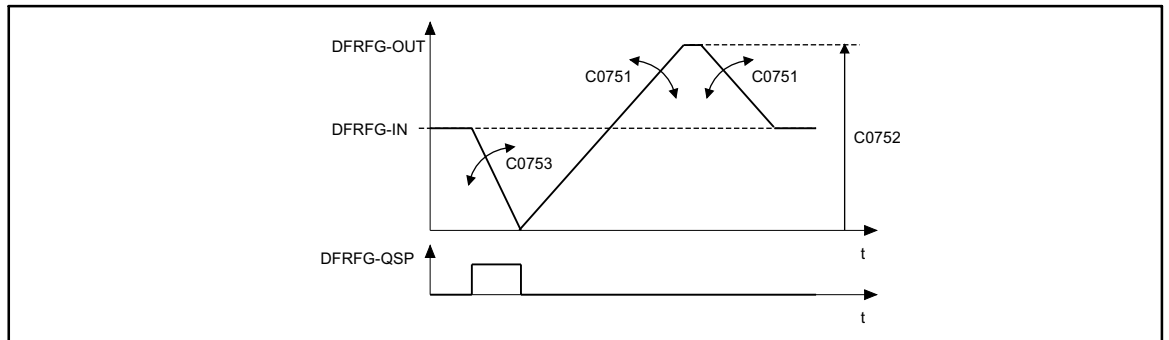 DFRFG-OUT
C0751
C0751
DFRFG-IN
C0752
C0753
t
DFRFG-QSP
t